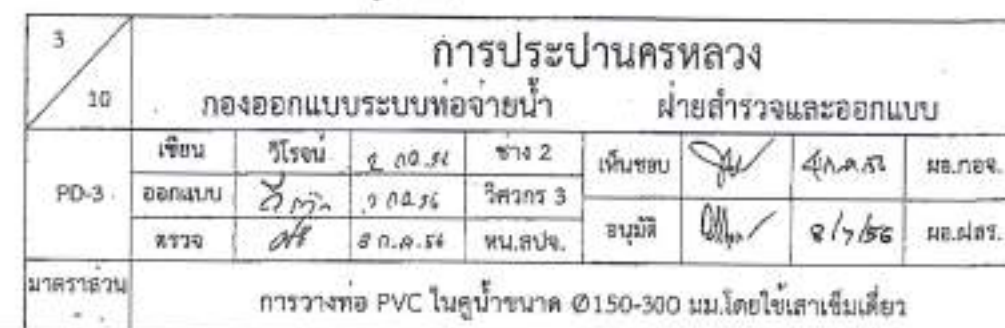 3
10
การประปานครหลวง
กองออกแบบระบบท่อจ่ายน้ำ ฝ่ายสำรวจและออกแบบ
PD-3
เขียน วิโรจน์ ช่าง 2
ออกแบบ วิศวกร 3
ตรวจ 3 ก.ค. 56 หน.สปจ.
เห็นชอบ ผอ.กอจ.
อนุมัติ 8/7/56 ผอ.ฝสร.
มาตราส่วน
การวางท่อ PVC ในคูน้ำขนาด Ø150-300 มม.โดยใช้เสาเข็มเดี่ยว